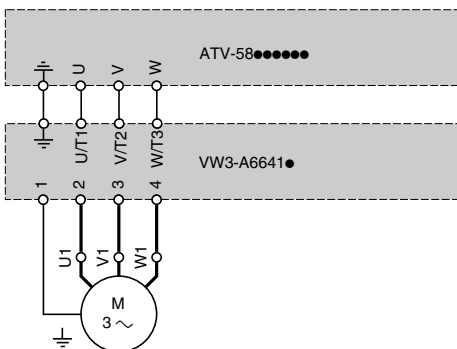 ATV-58●●●●●●
U V W
U/T1 V/T2 W/T3
VW3-A6641●
1 2 3 4
U1 V1 W1
M
3 ~